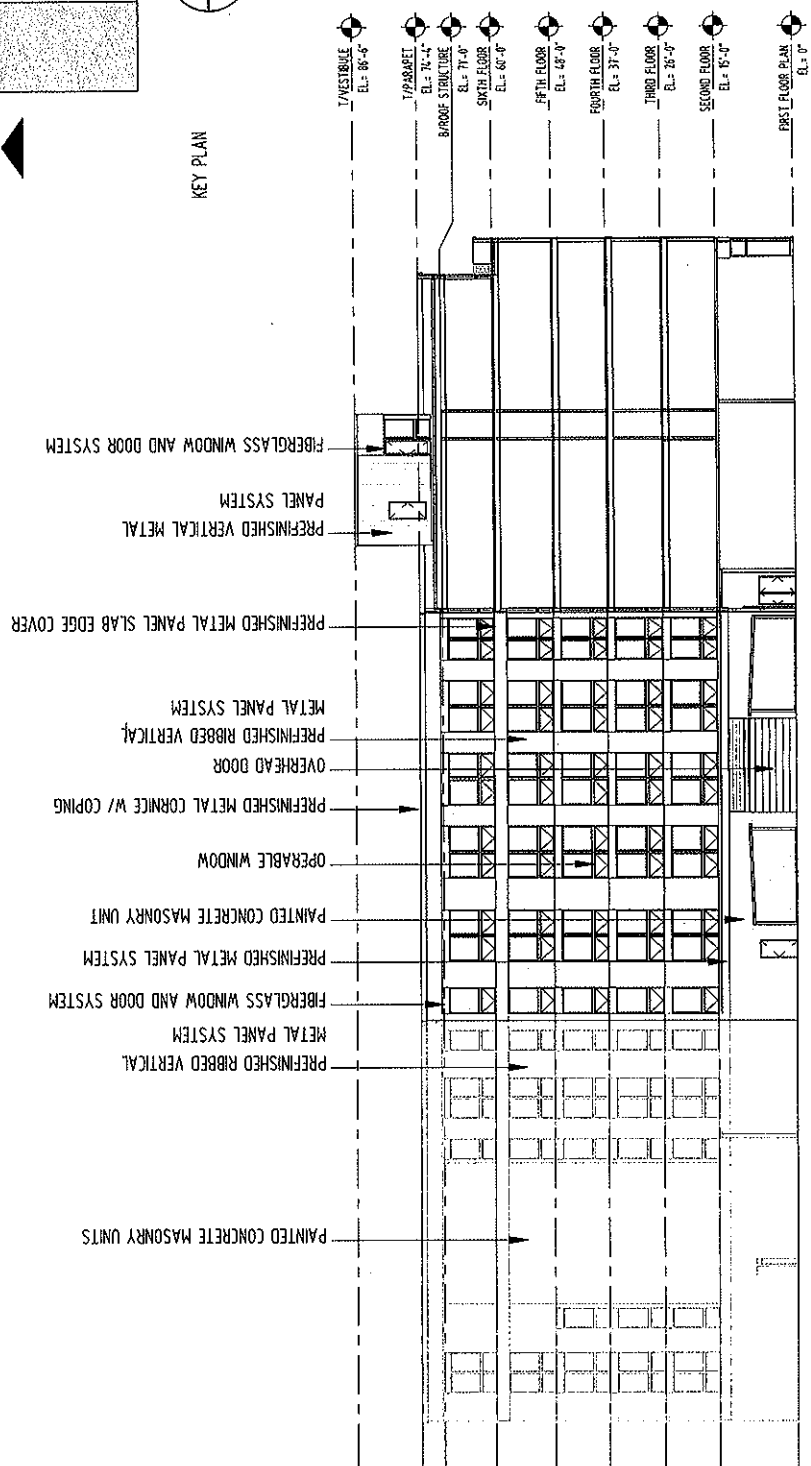 KEY PLAN
T/VESTIBULE
EL.= 86'-6"
T/PARAPET
EL.= 74'-4"
B/ROOF STRUCTURE
EL.= 71'-0"
SIXTH FLOOR
EL.= 60'-0"
FIFTH FLOOR
EL.= 48'-0"
FOURTH FLOOR
EL.= 37'-0"
THIRD FLOOR
EL.= 26'-0"
SECOND FLOOR
EL.= 15'-0"
FIRST FLOOR PLAN
EL.= 0"
PAINTED CONCRETE MASONRY UNITS
PREFINISHED RIBBED VERTICAL
METAL PANEL SYSTEM
FIBERGLASS WINDOW AND DOOR SYSTEM
PREFINISHED METAL PANEL SYSTEM
PAINTED CONCRETE MASONRY UNIT
OPERABLE WINDOW
PREFINISHED METAL CORNICE W/ COPING
OVERHEAD DOOR
PREFINISHED RIBBED VERTICAL
METAL PANEL SYSTEM
PREFINISHED METAL PANEL SLAB EDGE COVER
PREFINISHED VERTICAL METAL
PANEL SYSTEM
FIBERGLASS WINDOW AND DOOR SYSTEM